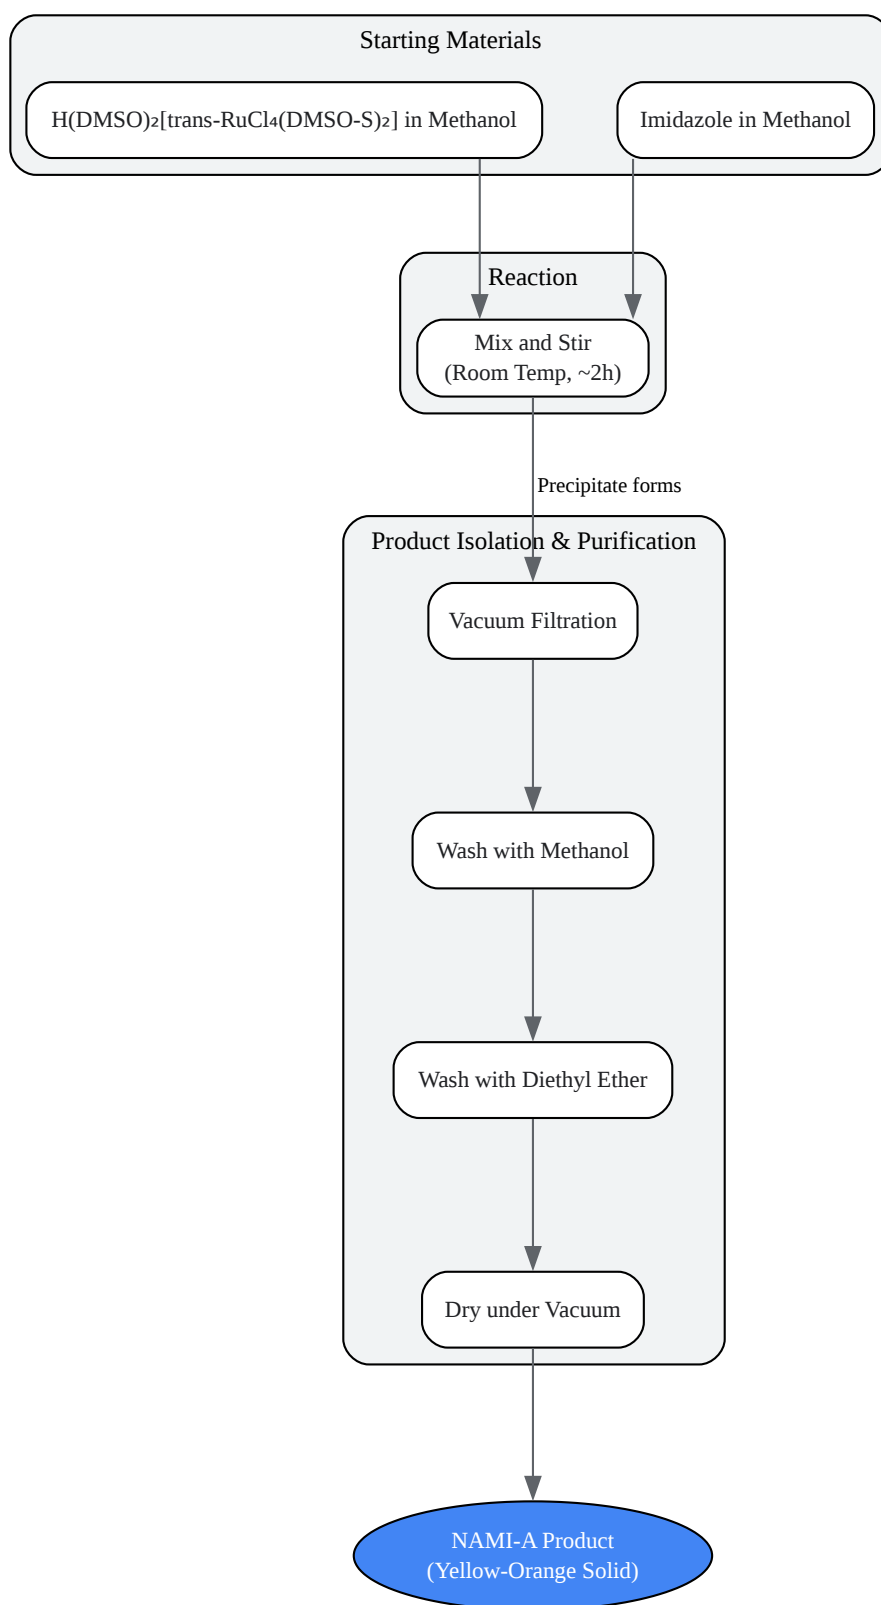 Starting Materials
H(DMSO)₂[trans-RuCl₄(DMSO-S)₂] in Methanol
Imidazole in Methanol
Reaction
Mix and Stir
(Room Temp, ~2h)
Precipitate forms
Product Isolation & Purification
Vacuum Filtration
Wash with Methanol
Wash with Diethyl Ether
Dry under Vacuum
NAMI-A Product
(Yellow-Orange Solid)